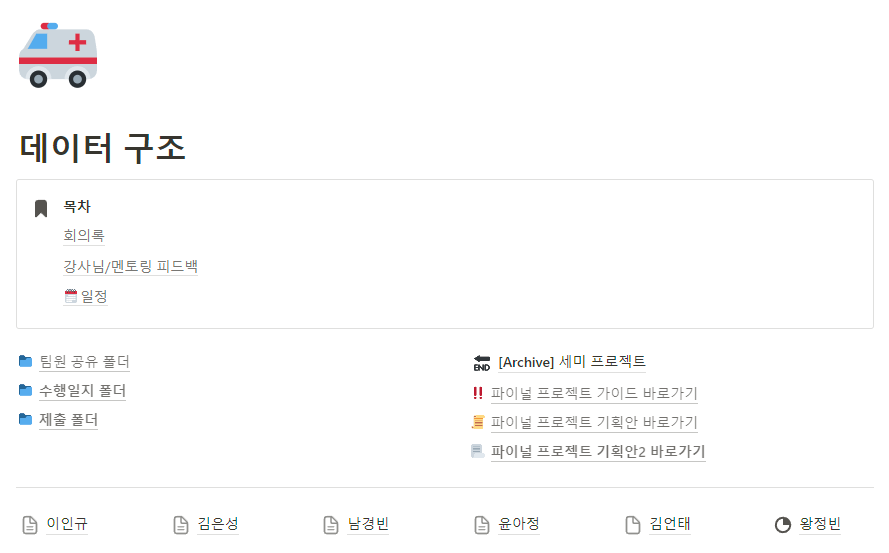 데이터 구조
목차
회의록
강사님/멘토링 피드백
일정
팀원 공유 폴더
수행일지 폴더
제출 폴더
END [Archive] 세미 프로젝트
파이널 프로젝트 가이드 바로가기
파이널 프로젝트 기획안 바로가기
파이널 프로젝트 기획안2 바로가기
이인규 김은성 남경빈 윤아정 김언태 왕정빈